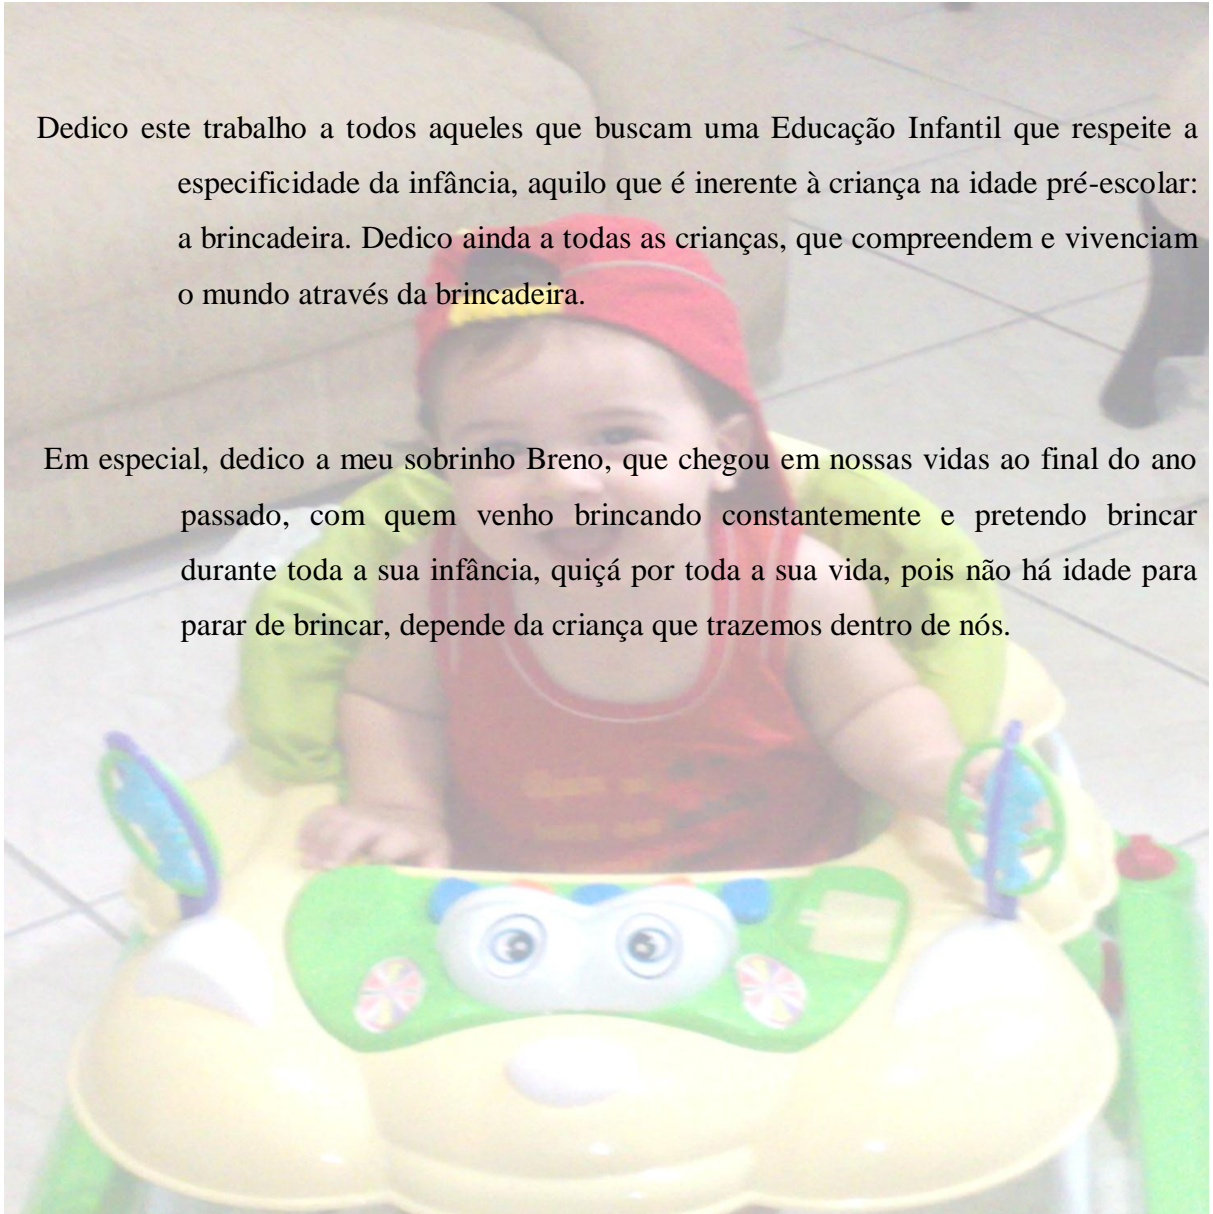 Dedico este trabalho a todos aqueles que buscam uma Educação Infantil que respeite a
especificidade da infância, aquilo que é inerente à criança na idade pré-escolar:
a brincadeira. Dedico ainda a todas as crianças, que compreendem e vivenciam
o mundo através da brincadeira.
Em especial, dedico a meu sobrinho Breno, que chegou em nossas vidas ao final do ano
passado, com quem venho brincando constantemente e pretendo brincar
durante toda a sua infância, quiçá por toda a sua vida, pois não há idade para
parar de brincar, depende da criança que trazemos dentro de nós.